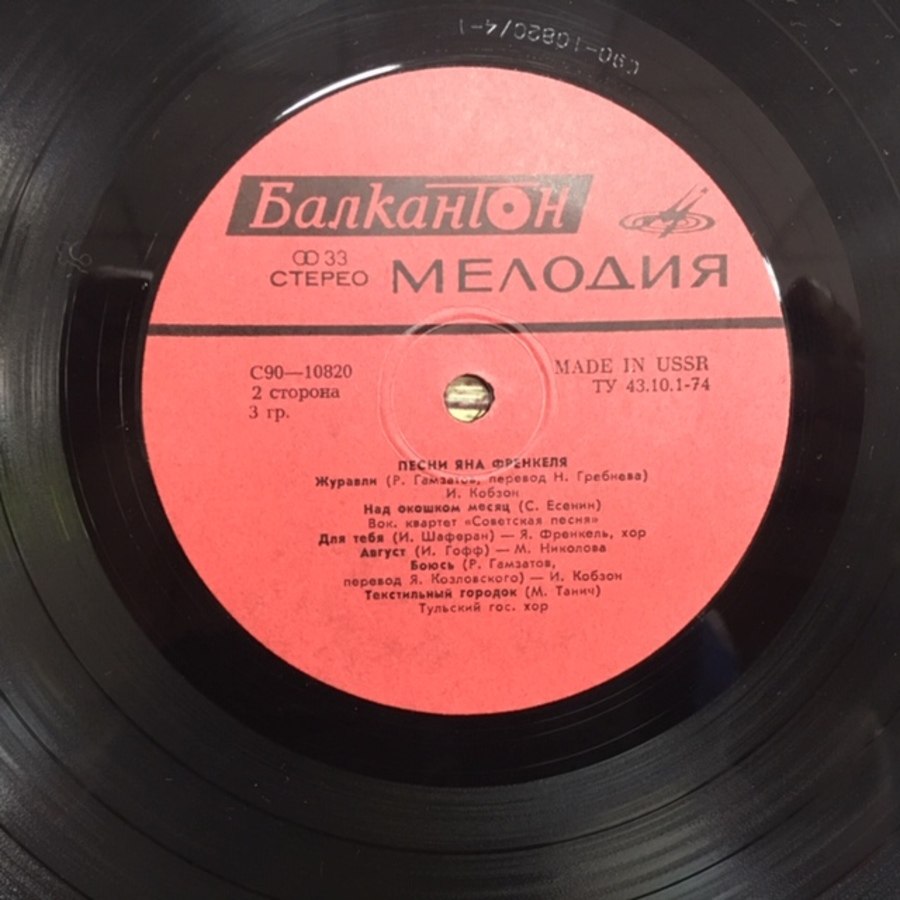 С90-10820/4-1
Балкантон
33
СТЕРЕО
МЕЛОДИЯ
С90—10820
2 сторона
3 гр.
MADE IN USSR
ТУ 43.10.1-74
ПЕСНИ ЯНА ФРЕНКЕЛЯ
Журавли (Р. Гамзатов, перевод Н. Гребнева)
И. Кобзон
Над окошком месяц (С. Есенин)
Вок. квартет «Советская песня»
Для тебя (И. Шаферан) — Я. Френкель, хор
Август (И. Гофф) — М. Николова
Боюсь (Р. Гамзатов,
перевод Я. Козловского) — И. Кобзон
Текстильный городок (М. Танич)
Тульский гос. хор